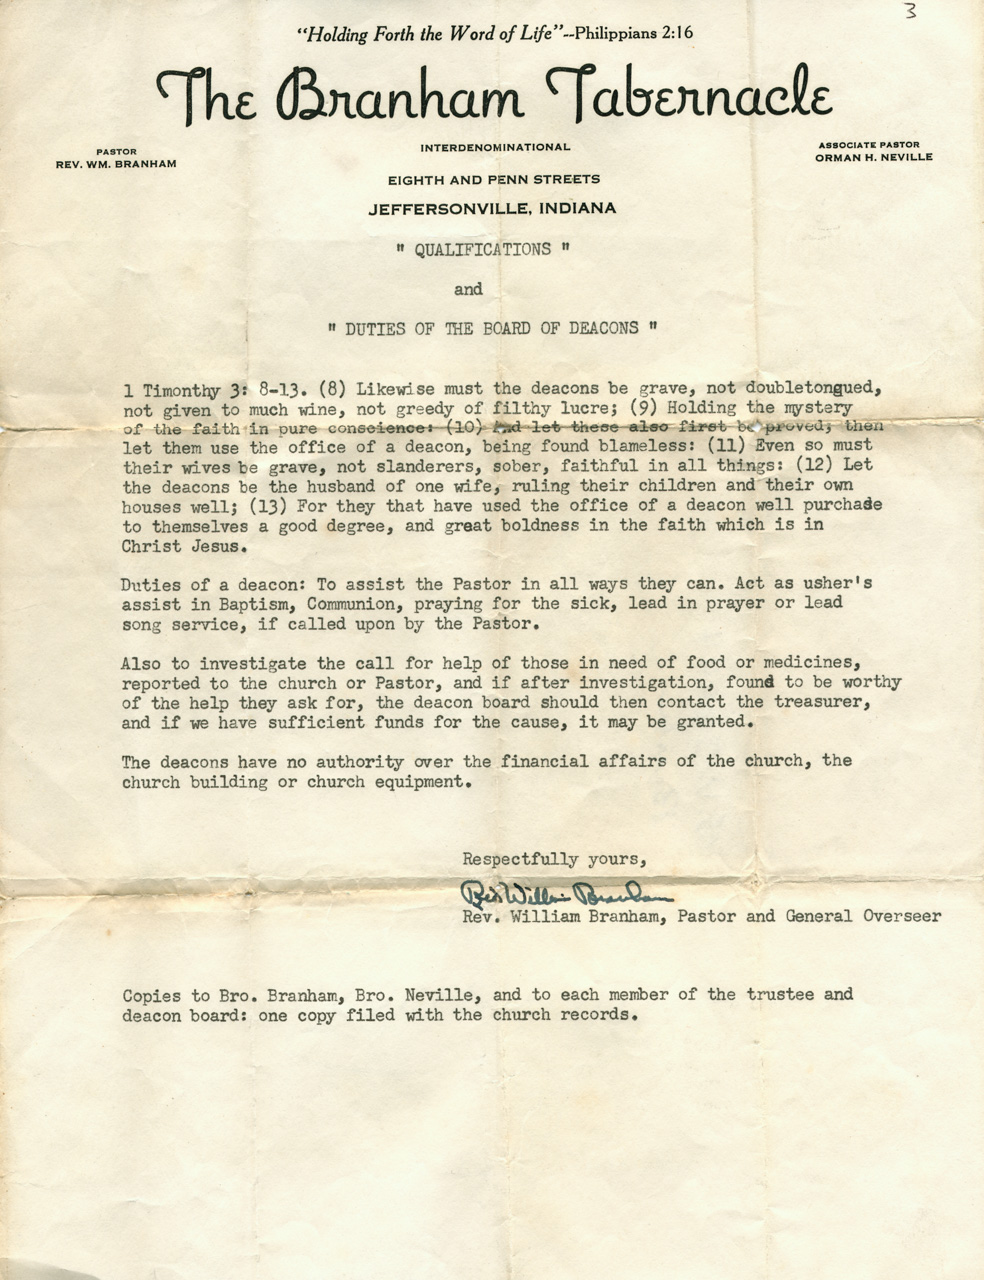 3
"Holding Forth the Word of Life"--Philippians 2:16
The Branham Tabernacle
PASTOR
REV. WM. BRANHAM
INTERDENOMINATIONAL
ASSOCIATE PASTOR
ORMAN H. NEVILLE
EIGHTH AND PENN STREETS
JEFFERSONVILLE, INDIANA
" QUALIFICATIONS "
and
" DUTIES OF THE BOARD OF DEACONS "
1 Timonthy 3: 8-13. (8) Likewise must the deacons be grave, not doubletongued,
not given to much wine, not greedy of filthy lucre; (9) Holding the mystery
of the faith in pure conscience: (10) And let these also first be proved; then
let them use the office of a deacon, being found blameless: (11) Even so must
their wives be grave, not slanderers, sober, faithful in all things: (12) Let
the deacons be the husband of one wife, ruling their children and their own
houses well; (13) For they that have used the office of a deacon well purchade
to themselves a good degree, and great boldness in the faith which is in
Christ Jesus.
Duties of a deacon: To assist the Pastor in all ways they can. Act as usher's
assist in Baptism, Communion, praying for the sick, lead in prayer or lead
song service, if called upon by the Pastor.
Also to investigate the call for help of those in need of food or medicines,
reported to the church or Pastor, and if after investigation, found to be worthy
of the help they ask for, the deacon board should then contact the treasurer,
and if we have sufficient funds for the cause, it may be granted.
The deacons have no authority over the financial affairs of the church, the
church building or church equipment.
Respectfully yours,
William Branham
Rev. William Branham, Pastor and General Overseer
Copies to Bro. Branham, Bro. Neville, and to each member of the trustee and
deacon board: one copy filed with the church records.